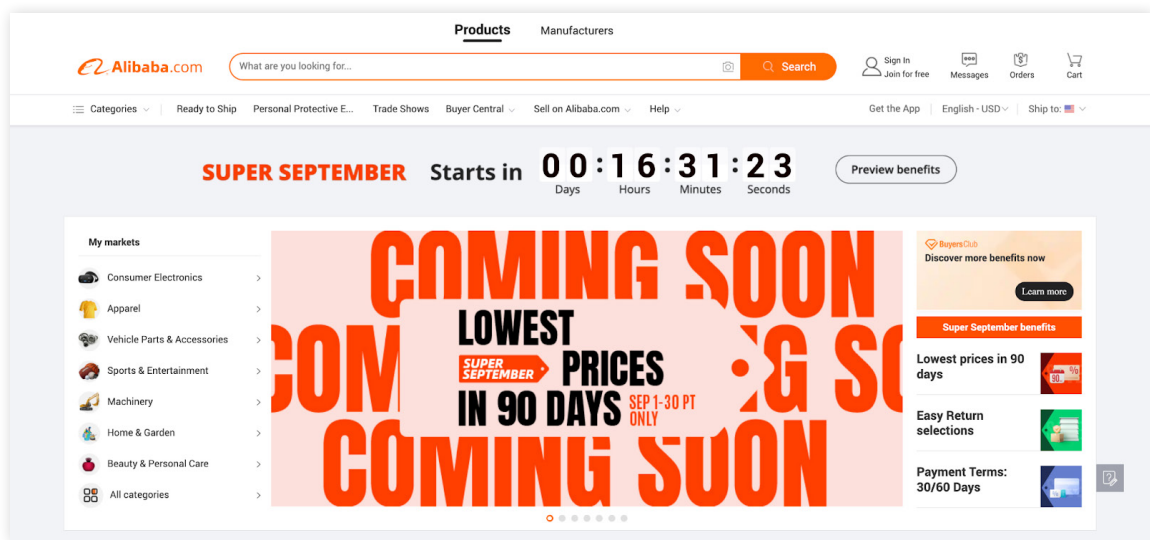 Products Manufacturers
Alibaba.com What are you looking for... Search Sign In Join for free Messages Orders Cart
Categories Ready to Ship Personal Protective E... Trade Shows Buyer Central Sell on Alibaba.com Help Get the App English - USD Ship to:
SUPER SEPTEMBER Starts in 00:16:31:23 Preview benefits
Days Hours Minutes Seconds
My markets
Consumer Electronics
Apparel
Vehicle Parts & Accessories
Sports & Entertainment
Machinery
Home & Garden
Beauty & Personal Care
All categories
COMING SOON
LOWEST
SUPER SEPTEMBER PRICES
IN 90 DAYS SEP 1-30 PT ONLY
COMING SOON
BuyersClub
Discover more benefits now
Learn more
Super September benefits
Lowest prices in 90
days
Easy Return
selections
Payment Terms:
30/60 Days